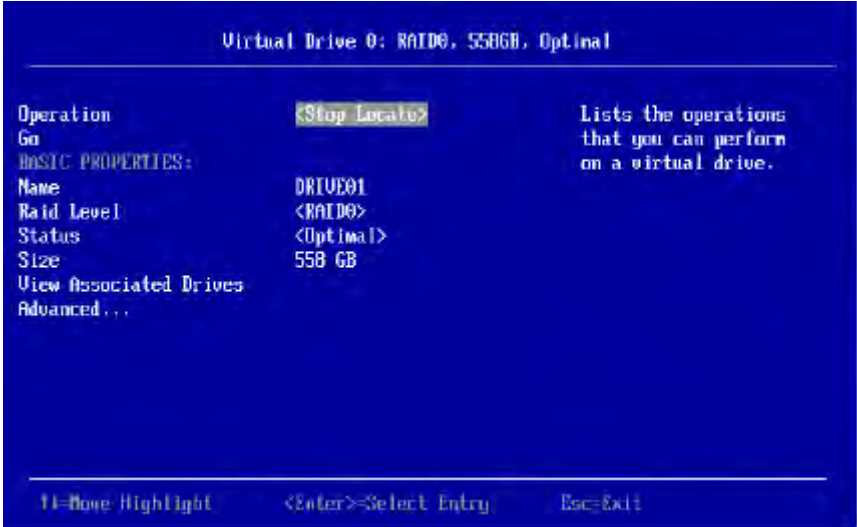 Virtual Drive 0: RAID0, 558GB, Optimal
Operation <Stop Locate> Lists the operations
Go that you can perform
BASIC PROPERTIES: on a virtual drive.
Name DRIVE01
Raid Level <RAID0>
Status <Optimal>
Size 558 GB
View Associated Drives
Advanced...
↑↓=Move Highlight <Enter>=Select Entry Esc=Exit